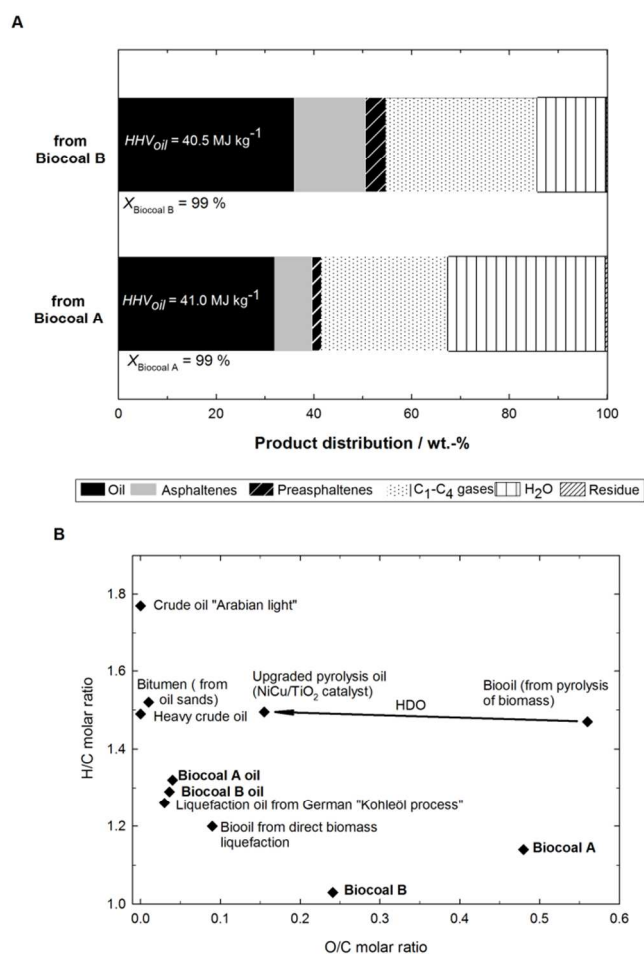 A
from
Biocoal B
HHVoil = 40.5 MJ kg-1
XBiocoal B = 99 %
from
Biocoal A
HHVoil = 41.0 MJ kg-1
XBiocoal A = 99 %
0 20 40 60 80 100
Product distribution / wt.-%
Oil Asphaltenes Preasphaltenes C1-C4 gases H2O Residue
B
H/C molar ratio
1.8
1.6
1.4
1.2
1.0
Crude oil "Arabian light"
Bitumen ( from
oil sands)
Heavy crude oil
Upgraded pyrolysis oil
(NiCu/TiO2 catalyst)
HDO
Biooil (from pyrolysis
of biomass)
Biocoal A oil
Biocoal B oil
Liquefaction oil from German "Kohleöl process"
Biooil from direct biomass
liquefaction
Biocoal A
Biocoal B
0.0 0.1 0.2 0.3 0.4 0.5 0.6
O/C molar ratio